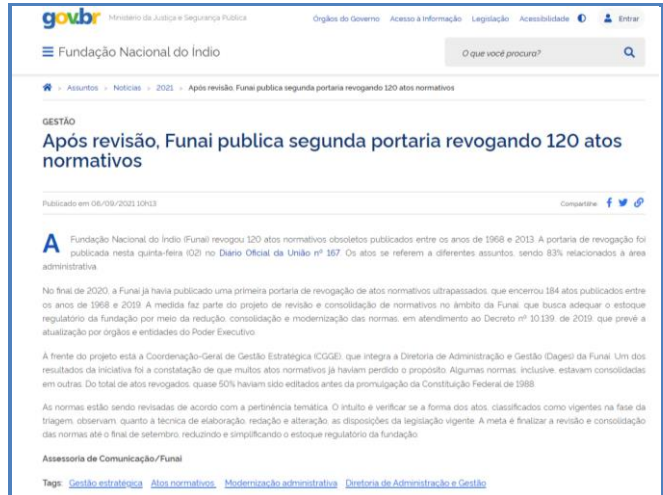 gov.br Ministério da Justiça e Segurança Pública Órgãos do Governo Acesso à Informação Legislação Acessibilidade Entrar
Fundação Nacional do Índio O que você procura?
Assuntos > Notícias > 2021 > Após revisão, Funai publica segunda portaria revogando 120 atos normativos
GESTÃO
Após revisão, Funai publica segunda portaria revogando 120 atos
normativos
Publicado em 06/09/2021 10h13 Compartilhe:
A Fundação Nacional do Índio (Funai) revogou 120 atos normativos obsoletos publicados entre os anos de 1968 e 2013. A portaria de revogação foi
publicada nesta quinta-feira (02) no Diário Oficial da União nº 167. Os atos se referem a diferentes assuntos, sendo 83% relacionados à área
administrativa.
No final de 2020, a Funai já havia publicado uma primeira portaria de revogação de atos normativos ultrapassados, que encerrou 184 atos publicados entre
os anos de 1968 e 2019. A medida faz parte do projeto de revisão e consolidação de normativos no âmbito da Funai, que busca adequar o estoque
regulatório da fundação por meio da redução, consolidação e modernização das normas, em atendimento ao Decreto nº 10.139, de 2019, que prevê a
atualização por órgãos e entidades do Poder Executivo.
À frente do projeto está a Coordenação-Geral de Gestão Estratégica (CGGE), que integra a Diretoria de Administração e Gestão (Dages) da Funai. Um dos
resultados da iniciativa foi a constatação de que muitos atos normativos já haviam perdido o propósito. Algumas normas, inclusive, estavam consolidadas
em outras. Do total de atos revogados, quase 50% haviam sido editados antes da promulgação da Constituição Federal de 1988.
As normas estão sendo revisadas de acordo com a pertinência temática. O intuito é verificar se a forma dos atos, classificados como vigentes na fase da
triagem, observam, quanto à técnica de elaboração, redação e alteração, as disposições da legislação vigente. A meta é finalizar a revisão e consolidação
das normas até o final de setembro, reduzindo e simplificando o estoque regulatório da fundação.
Assessoria de Comunicação/Funai
Tags: Gestão estratégica Atos normativos. Modernização administrativa Diretoria de Administração e Gestão